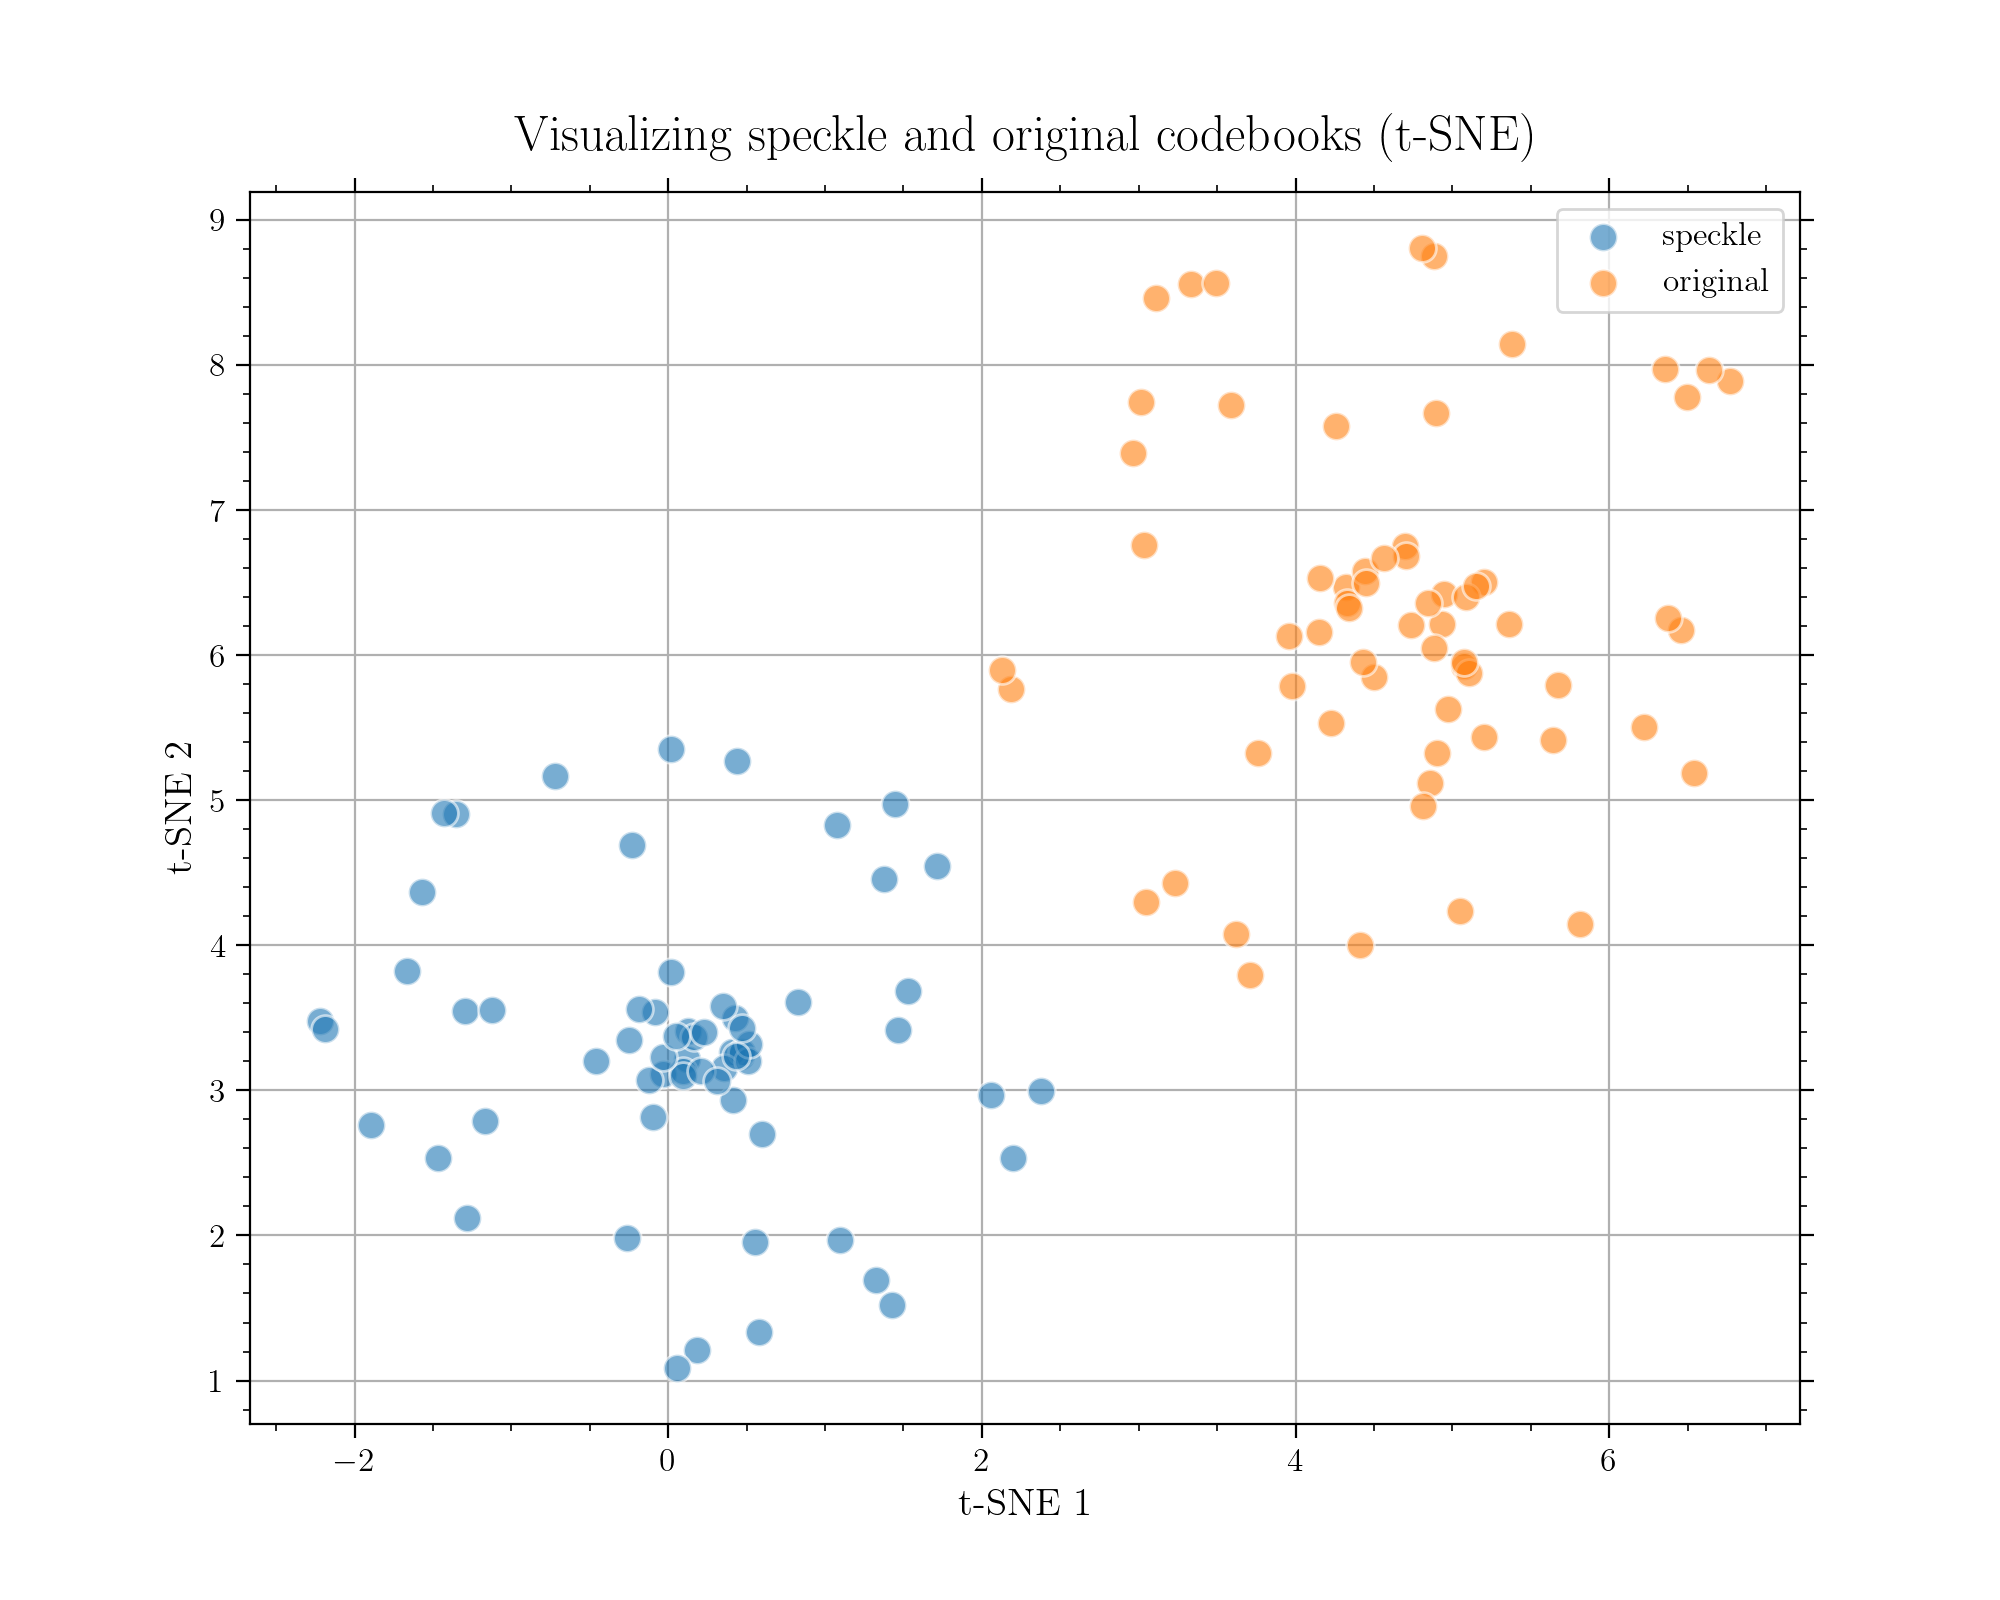 Visualizing speckle and original codebooks (t-SNE)
speckle
original
9
8
7
6
5
4
3
2
1
t-SNE 2
−2
0
2
4
6
t-SNE 1